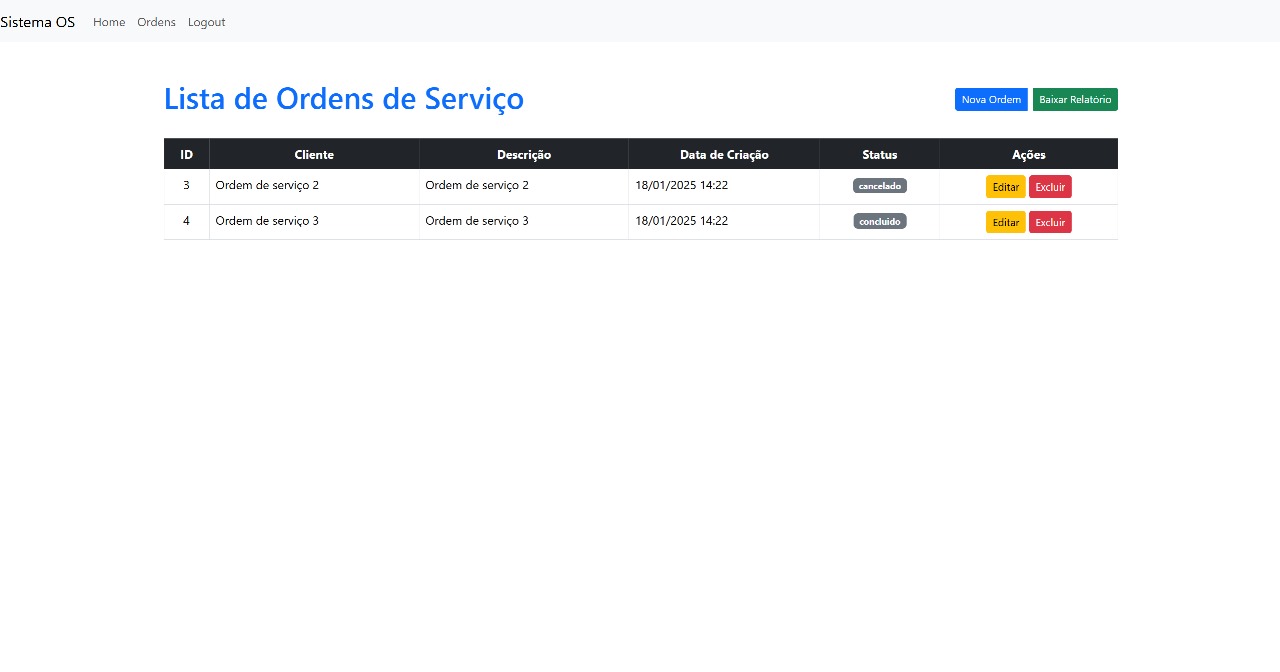 Sistema OS Home Ordens Logout
Lista de Ordens de Serviço Nova Ordem Baixar Relatório
ID Cliente Descrição Data de Criação Status Ações
3 Ordem de serviço 2 Ordem de serviço 2 18/01/2025 14:22 cancelado Editar Excluir
4 Ordem de serviço 3 Ordem de serviço 3 18/01/2025 14:22 concluido Editar Excluir